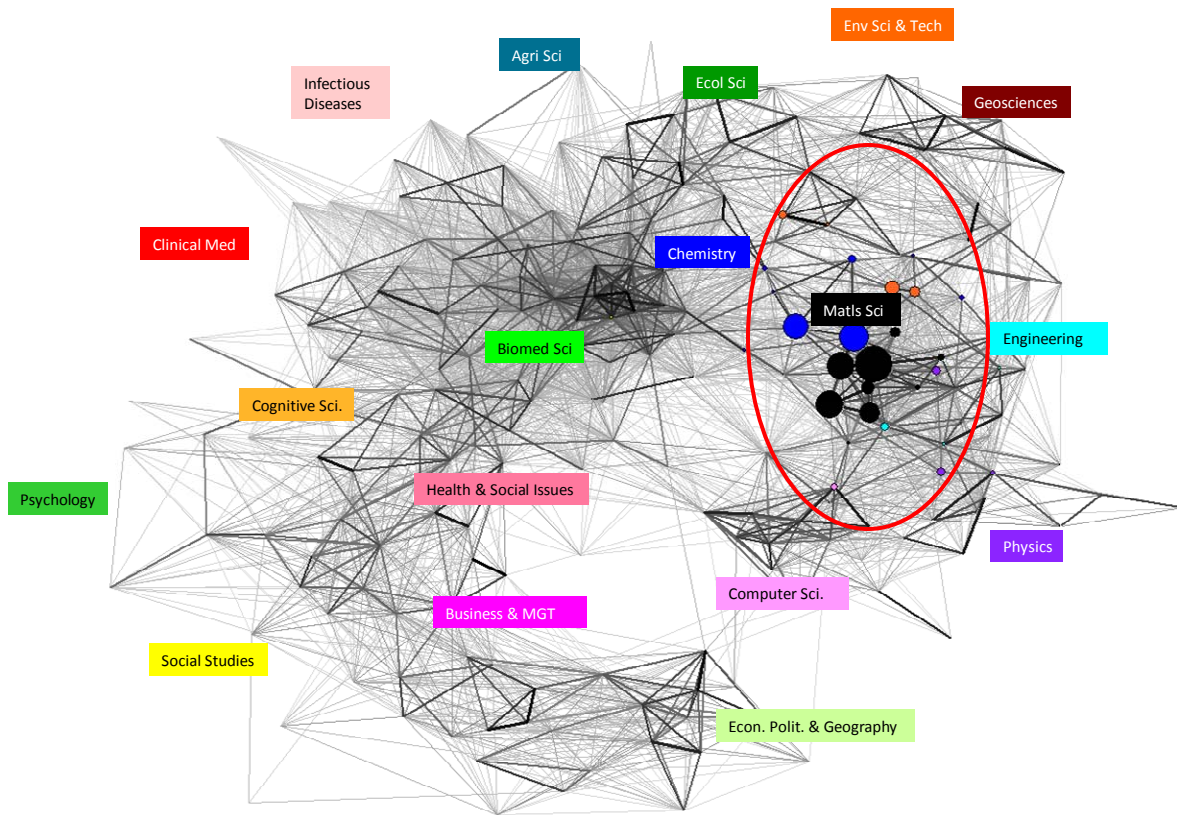 Env Sci & Tech
Agri Sci
Ecol Sci
Infectious
Diseases
Geosciences
Clinical Med
Chemistry
Matls Sci
Engineering
Biomed Sci
Cognitive Sci.
Psychology
Health & Social Issues
Physics
Computer Sci.
Business & MGT
Social Studies
Econ. Polit. & Geography